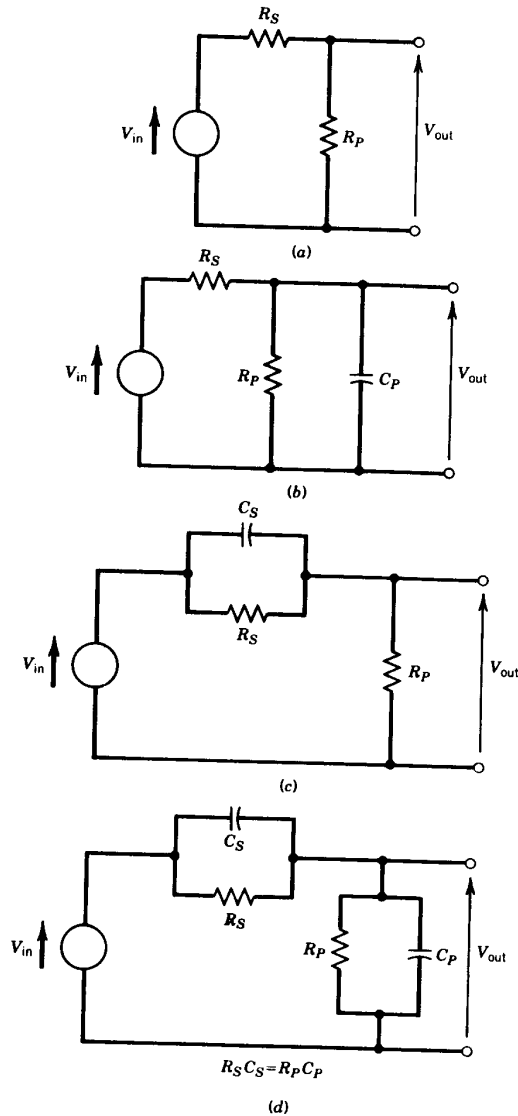 R_S
V_in
R_P
V_out
(a)
R_S
V_in
R_P
C_P
V_out
(b)
C_S
R_S
V_in
R_P
V_out
(c)
C_S
R_S
V_in
R_P
C_P
V_out
R_S C_S = R_P C_P
(d)